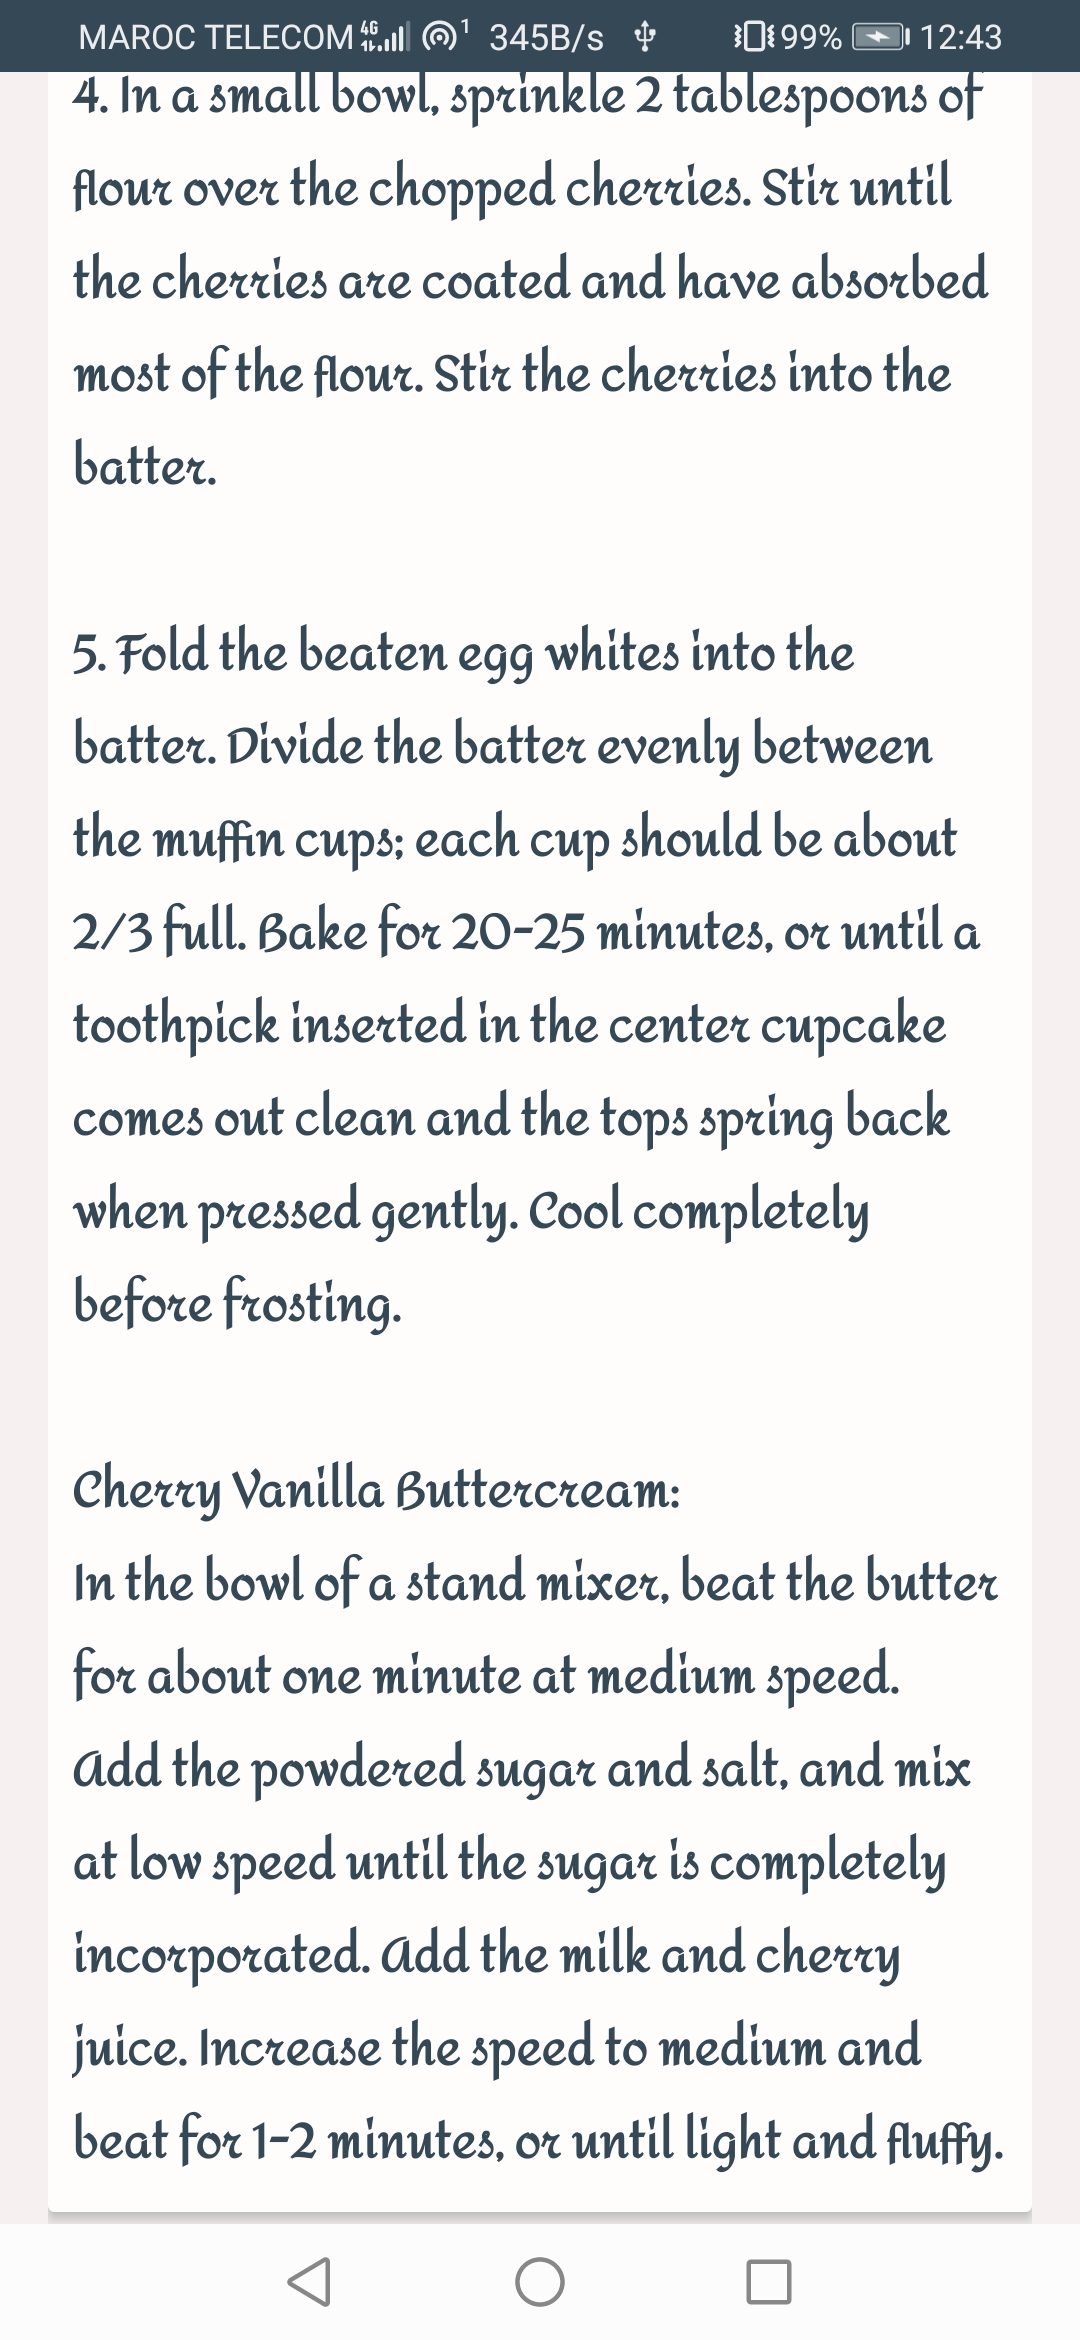 MAROC TELECOM 4G 1 345B/s 99% 12:43
4. In a small bowl, sprinkle 2 tablespoons of
flour over the chopped cherries. Stir until
the cherries are coated and have absorbed
most of the flour. Stir the cherries into the
batter.
5. Fold the beaten egg whites into the
batter. Divide the batter evenly between
the muffin cups; each cup should be about
2/3 full. Bake for 20-25 minutes, or until a
toothpick inserted in the center cupcake
comes out clean and the tops spring back
when pressed gently. Cool completely
before frosting.
Cherry Vanilla Buttercream:
In the bowl of a stand mixer, beat the butter
for about one minute at medium speed.
Add the powdered sugar and salt, and mix
at low speed until the sugar is completely
incorporated. Add the milk and cherry
juice. Increase the speed to medium and
beat for 1-2 minutes, or until light and fluffy.